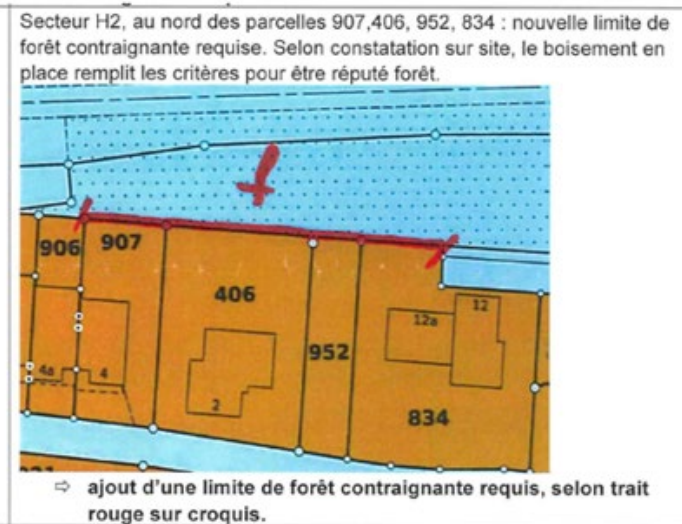 Secteur H2, au nord des parcelles 907,406, 952, 834 : nouvelle limite de
forêt contraignante requise. Selon constatation sur site, le boisement en
place remplit les critères pour être réputé forêt.
906
907
406
952
12a
12
4a
4
2
834
⇨ ajout d'une limite de forêt contraignante requis, selon trait
rouge sur croquis.